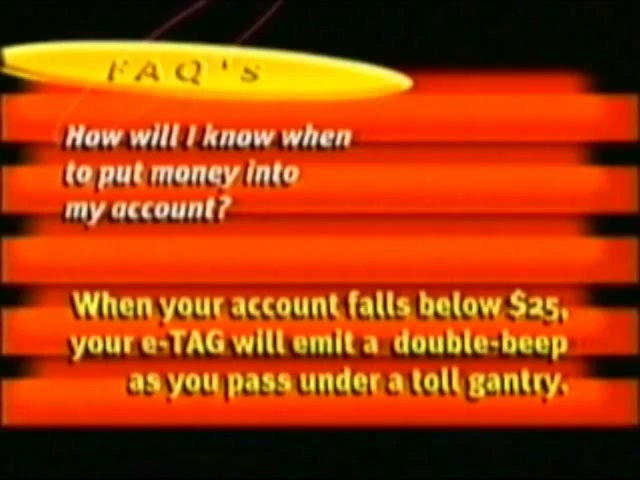 FAQ's
How will I know when
to put money into
my account?
When your account falls below $25,
your e-TAG will emit a double-beep
as you pass under a toll gantry.